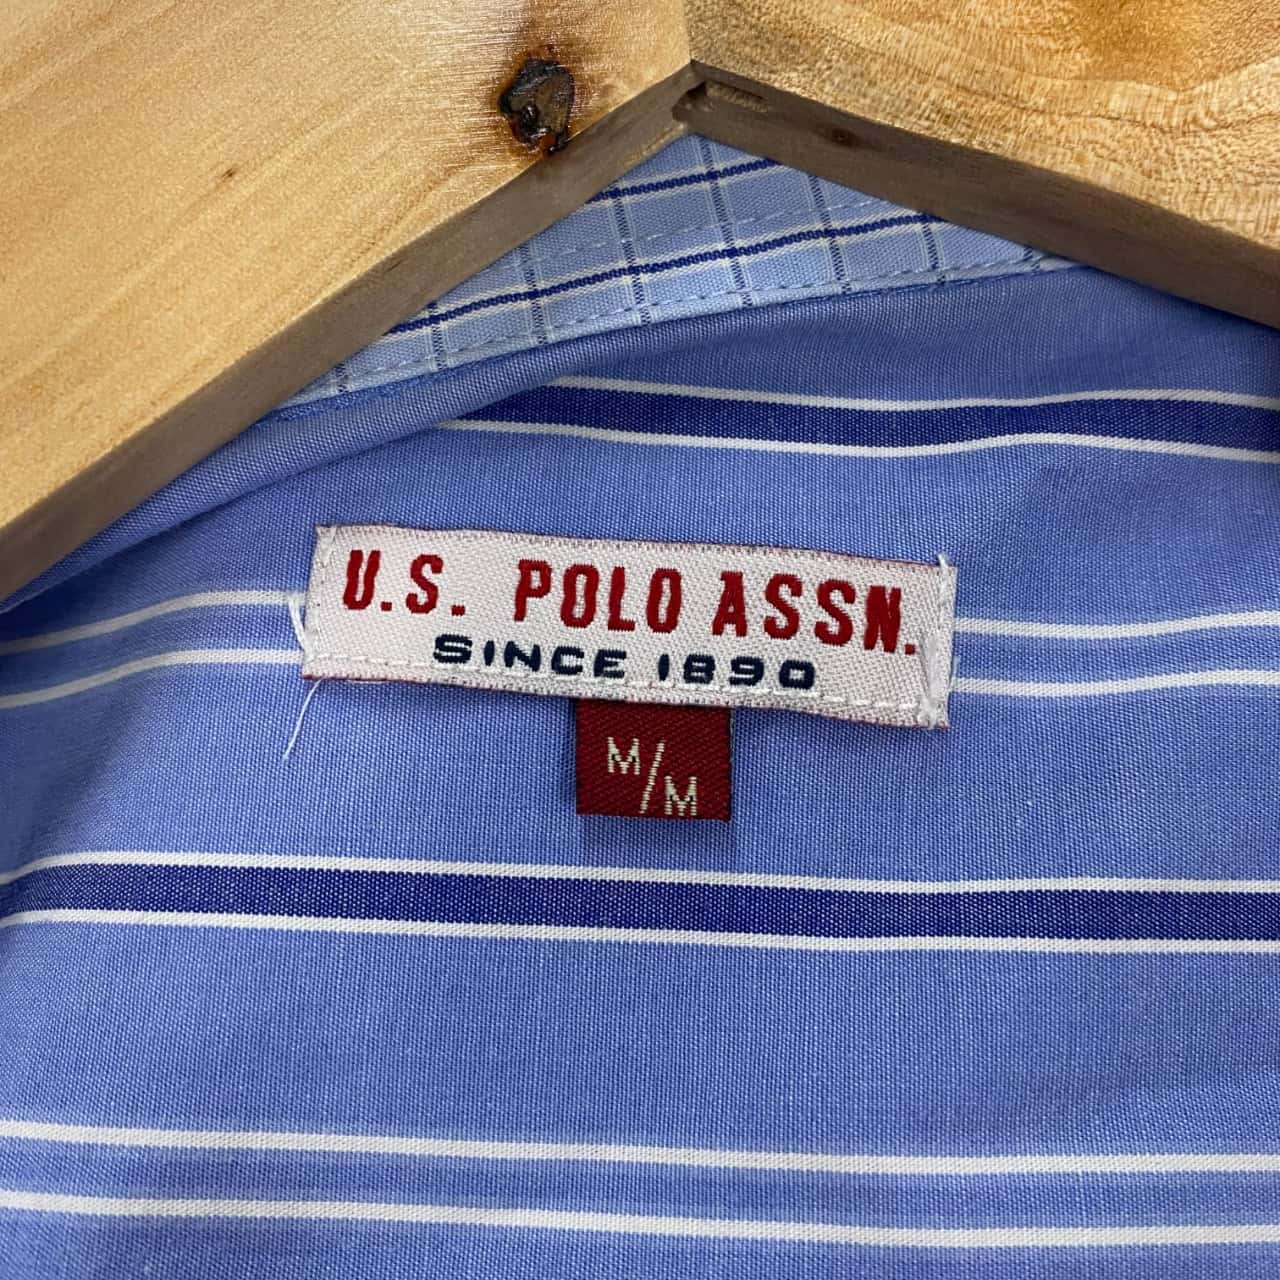 U.S. POLO ASSN.
SINCE 1890
M/M